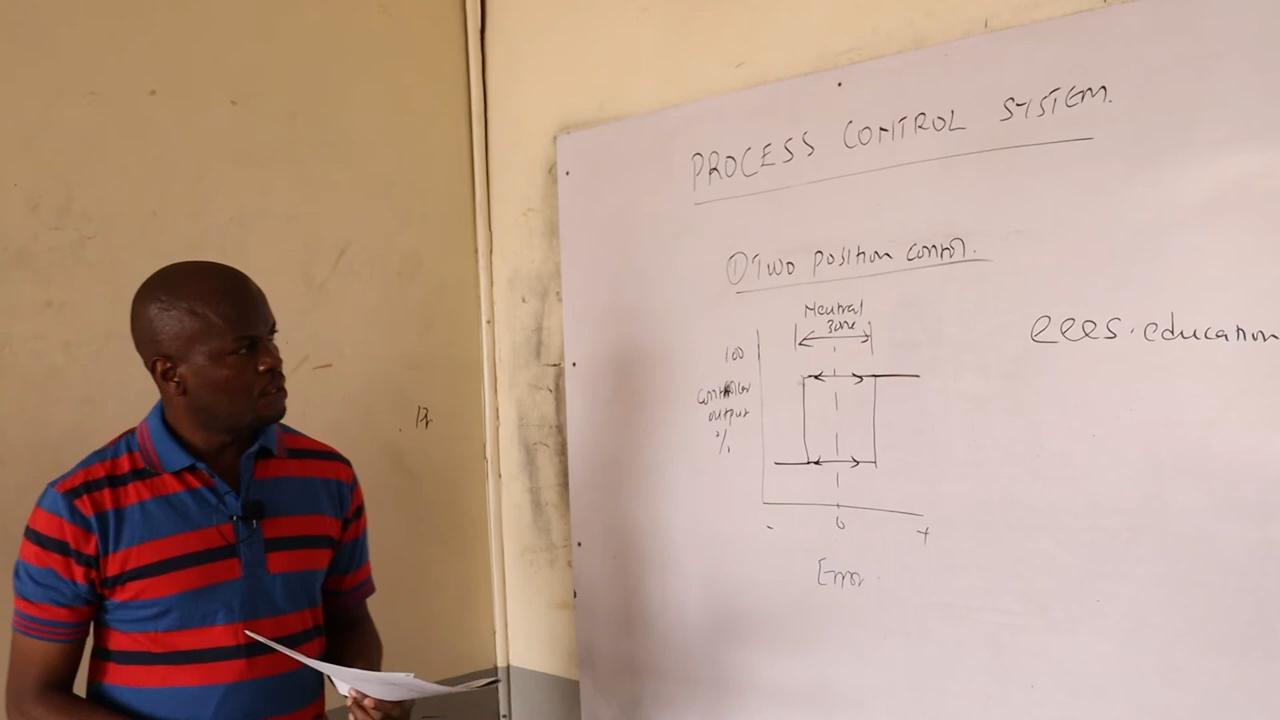 PROCESS CONTROL SYSTEM.
① Two position control.
Neutral
Zone
100
controller
output
%
- 0 +
Error
eees.education